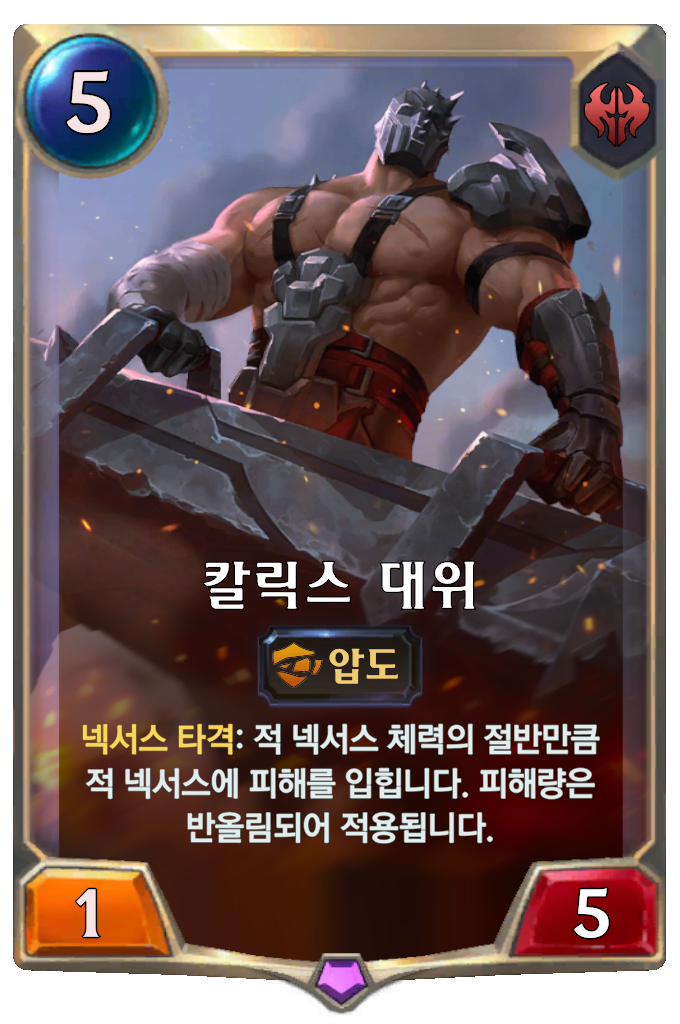 5
칼릭스 대위
압도
넥서스 타격: 적 넥서스 체력의 절반만큼
적 넥서스에 피해를 입힙니다. 피해량은
반올림되어 적용됩니다.
1
5